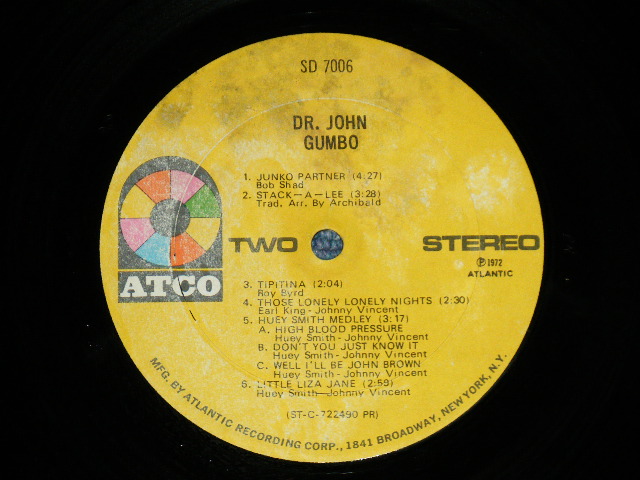 SD 7006
DR. JOHN
GUMBO
1. JUNKO PARTNER (4:27)
Bob Shad
2. STACK-A-LEE (3:28)
Trad. Arr. By Archibald
TWO
STEREO
Ⓟ 1972
ATLANTIC
ATCO
3. TIPITINA (2:04)
Roy Byrd
4. THOSE LONELY LONELY NIGHTS (2:30)
Earl King-Johnny Vincent
5. HUEY SMITH MEDLEY (3:17)
A. HIGH BLOOD PRESSURE
Huey Smith-Johnny Vincent
B. DON'T YOU JUST KNOW IT
Huey Smith-Johnny Vincent
C. WELL I'LL BE JOHN BROWN
Huey Smith-Johnny Vincent
6. LITTLE LIZA JANE (2:59)
Huey Smith-Johnny Vincent
(ST-C-722490 PR)
MFG. BY ATLANTIC RECORDING CORP., 1841 BROADWAY, NEW YORK, N.Y.